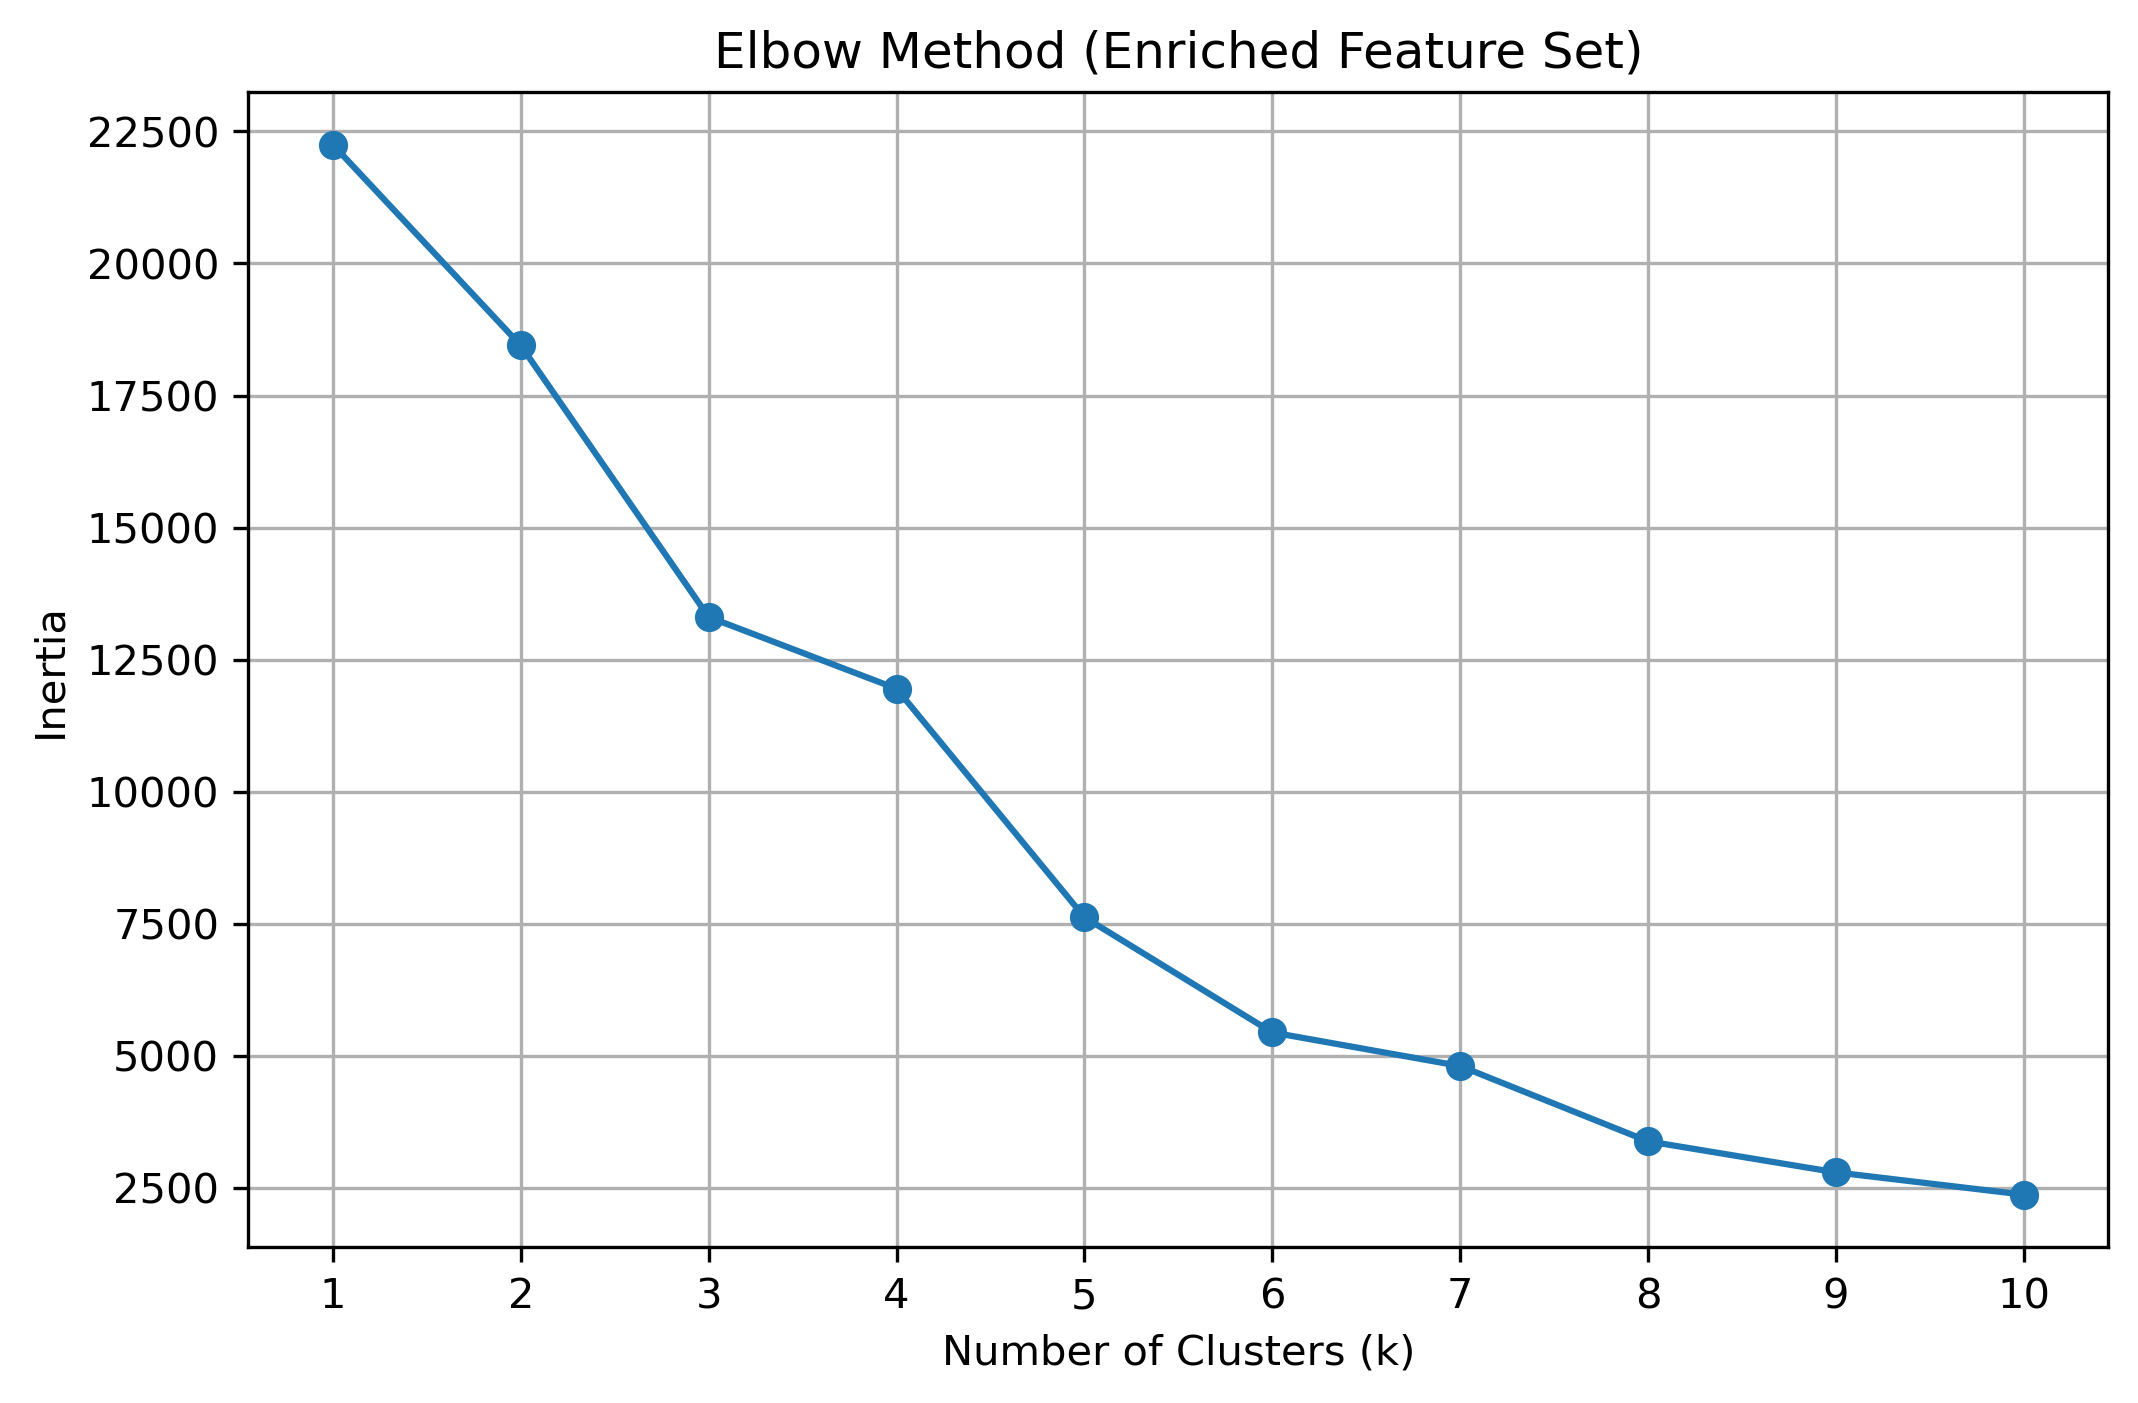 Elbow Method (Enriched Feature Set)
22500
20000
17500
15000
12500
10000
7500
5000
2500
Inertia
1 2 3 4 5 6 7 8 9 10
Number of Clusters (k)